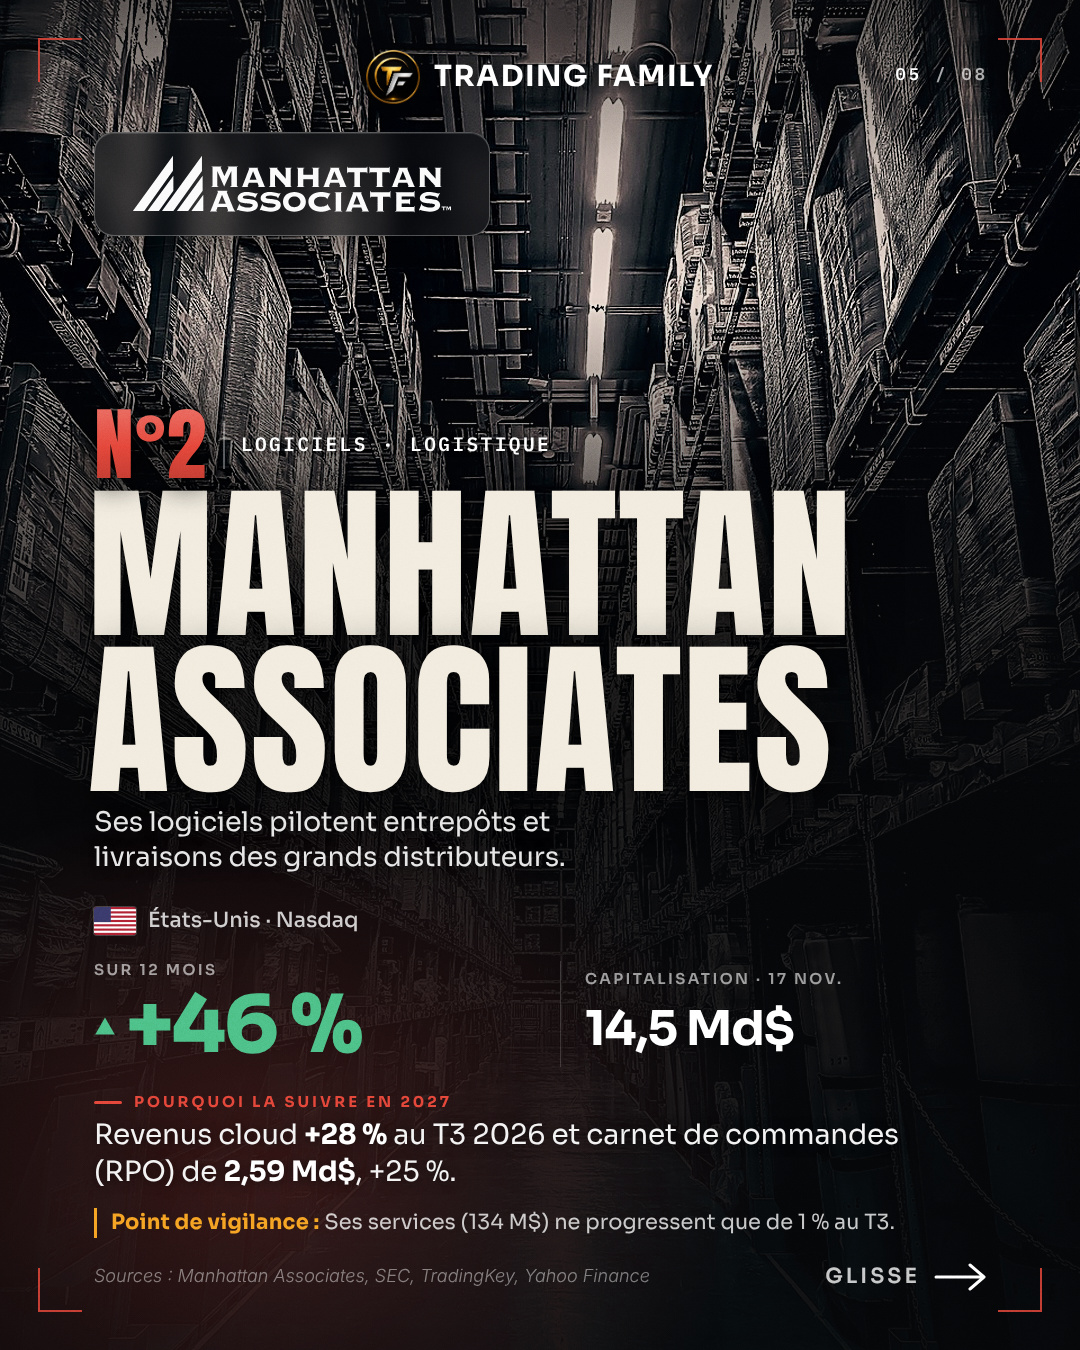 TRADING FAMILY
05 / 08
MANHATTAN
ASSOCIATES™
N°2
LOGICIELS · LOGISTIQUE
MANHATTAN
ASSOCIATES
Ses logiciels pilotent entrepôts et
livraisons des grands distributeurs.
États-Unis · Nasdaq
SUR 12 MOIS
▲ +46 %
CAPITALISATION · 17 NOV.
14,5 Md$
POURQUOI LA SUIVRE EN 2027
Revenus cloud +28 % au T3 2026 et carnet de commandes
(RPO) de 2,59 Md$, +25 %.
Point de vigilance : Ses services (134 M$) ne progressent que de 1 % au T3.
Sources : Manhattan Associates, SEC, TradingKey, Yahoo Finance
GLISSE →